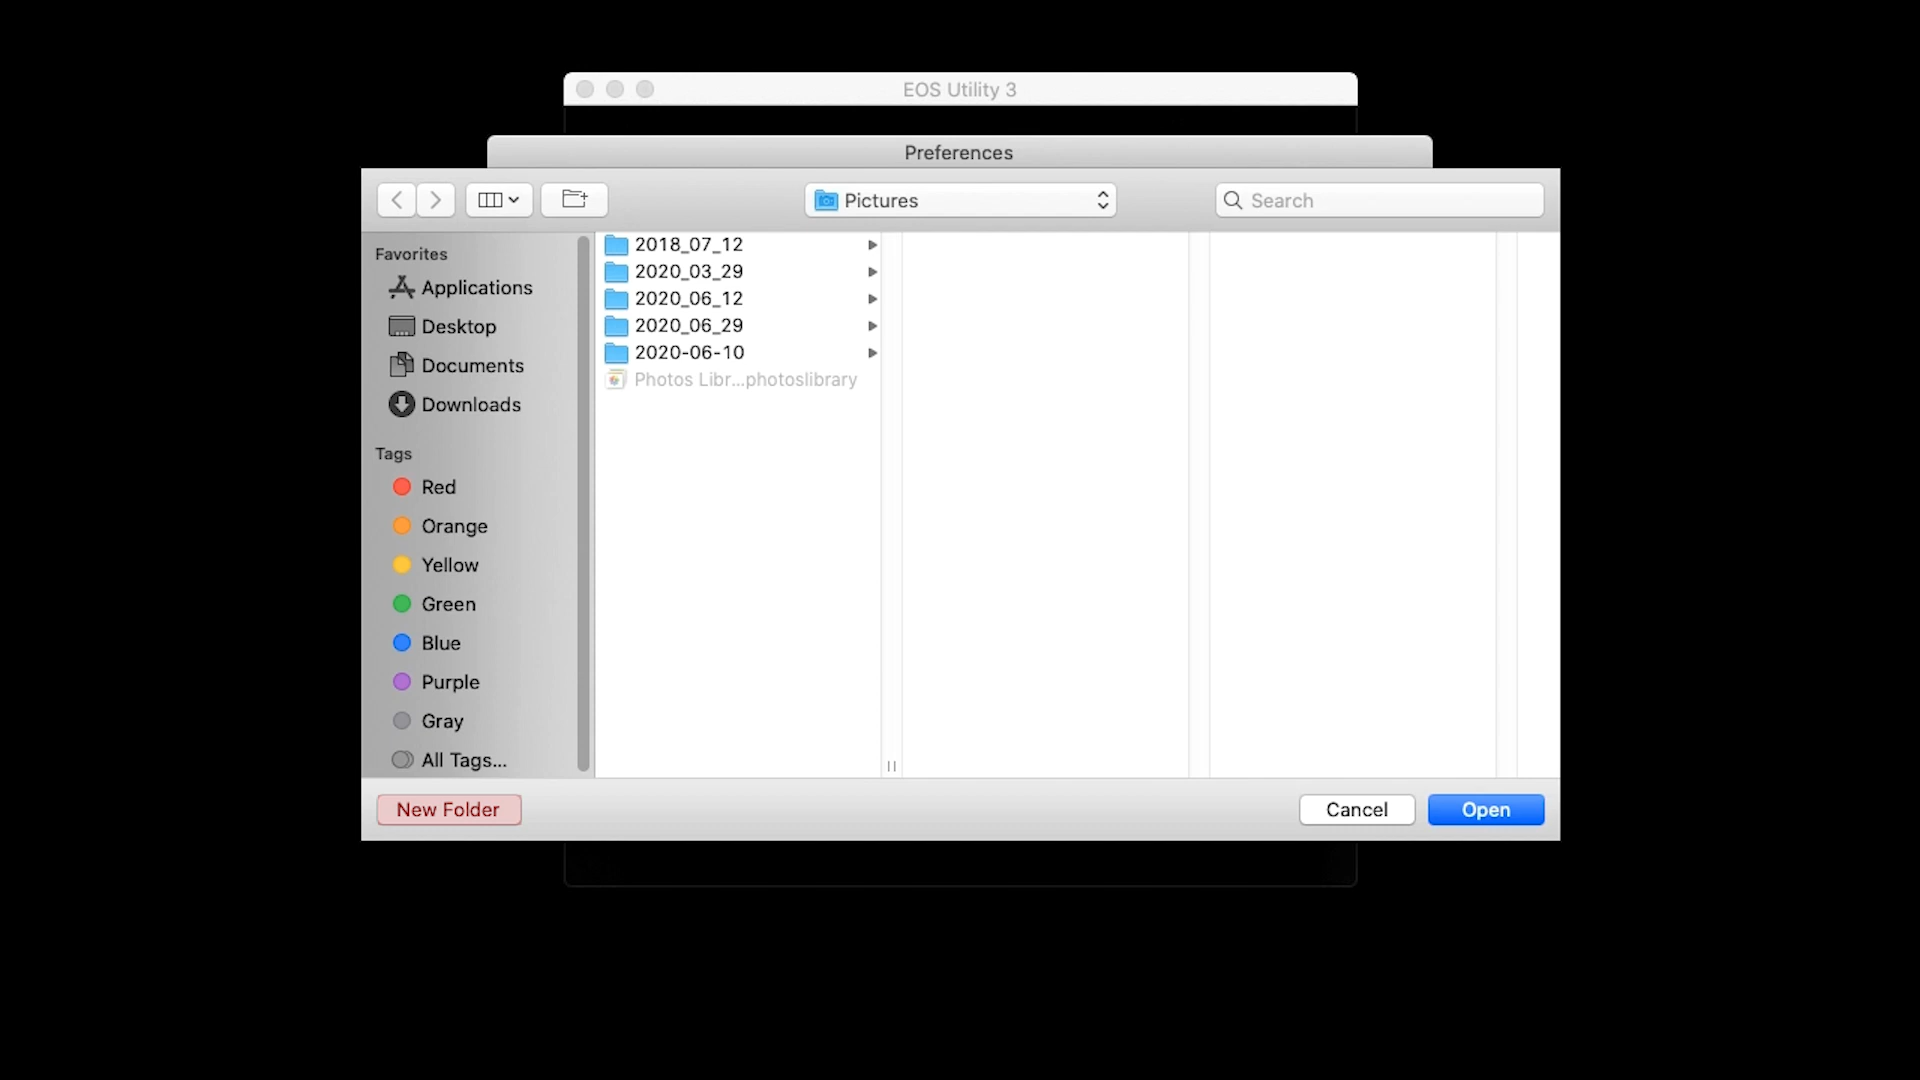 EOS Utility 3
Preferences
Pictures
Search
Favorites
Applications
Desktop
Documents
Downloads
Tags
Red
Orange
Yellow
Green
Blue
Purple
Gray
All Tags...
2018_07_12
2020_03_29
2020_06_12
2020_06_29
2020-06-10
Photos Libr...photoslibrary
New Folder
Cancel
Open